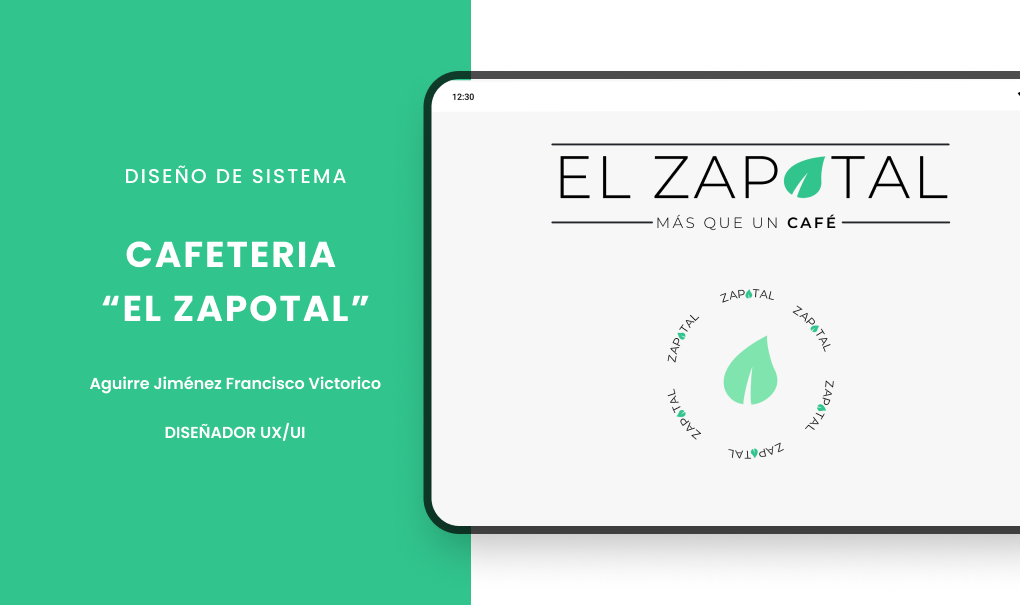 DISEÑO DE SISTEMA
CAFETERIA
“EL ZAPOTAL”
Aguirre Jiménez Francisco Victorico
DISEÑADOR UX/UI
12:30
EL ZAPOTAL
MÁS QUE UN CAFÉ
ZAPOTAL
ZAPOTAL
ZAPOTAL
ZAPOTAL
ZAPOTAL
ZAPOTAL